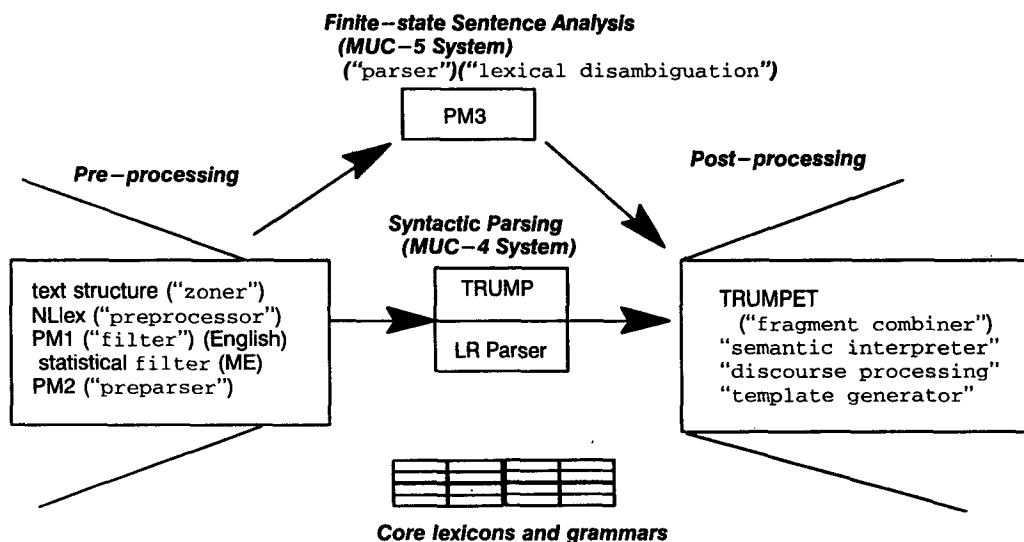 Finite-state Sentence Analysis
(MUC-5 System)
("parser")("lexical disambiguation")
PM3
Pre-processing
Post-processing
Syntactic Parsing
(MUC-4 System)
text structure ("zoner")
NLlex ("preprocessor")
PM1 ("filter") (English)
statistical filter (ME)
PM2 ("preparser")
TRUMP
LR Parser
TRUMPET
("fragment combiner")
"semantic interpreter"
"discourse processing"
"template generator"
Core lexicons and grammars